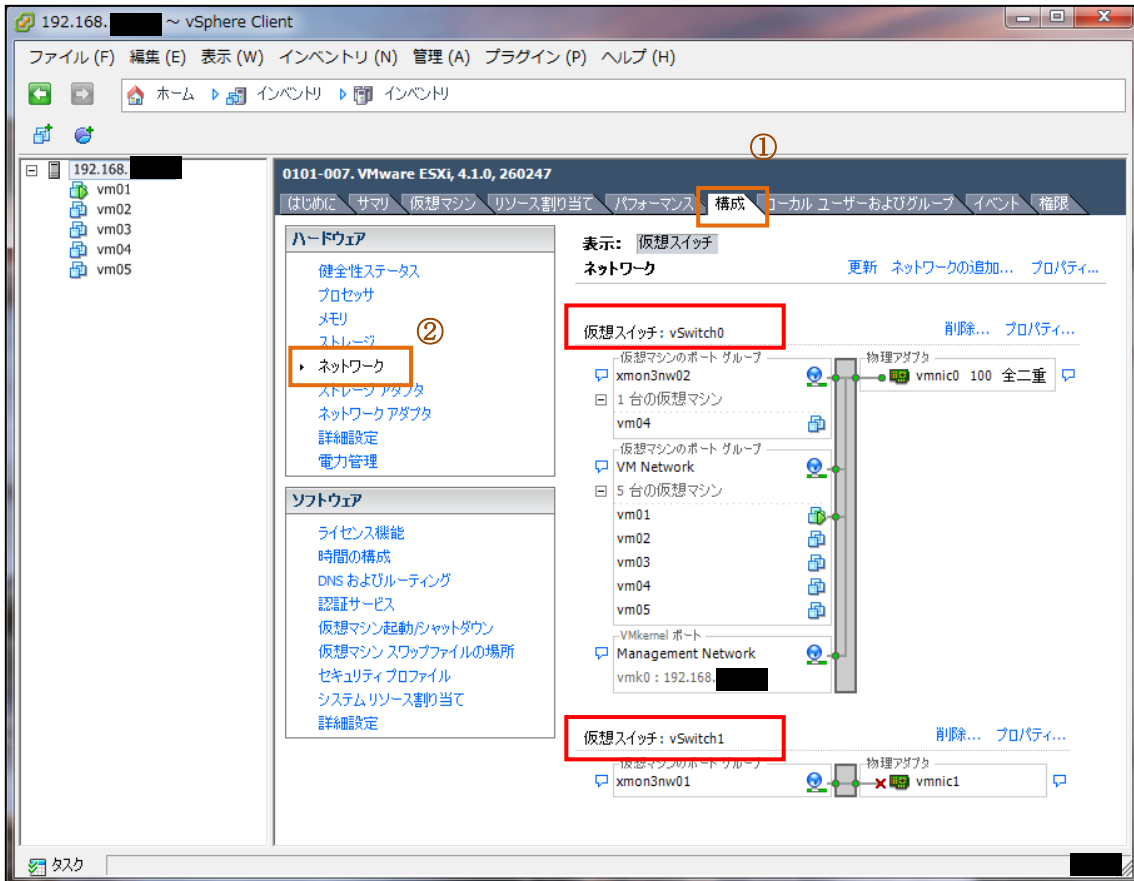 192.168. ～ vSphere Client
ファイル (F) 編集 (E) 表示 (W) インベントリ (N) 管理 (A) プラグイン (P) ヘルプ (H)
ホーム インベントリ インベントリ
192.168.
vm01
vm02
vm03
vm04
vm05
①
0101-007. VMware ESXi, 4.1.0, 260247
はじめに サマリ 仮想マシン リソース割り当て パフォーマンス 構成 ローカル ユーザーおよびグループ イベント 権限
ハードウェア
健全性ステータス
プロセッサ
メモリ
ストレージ
②
ネットワーク
ストレージ アダプタ
ネットワーク アダプタ
詳細設定
電力管理
ソフトウェア
ライセンス機能
時間の構成
DNS およびルーティング
認証サービス
仮想マシン起動/シャットダウン
仮想マシン スワップファイルの場所
セキュリティ プロファイル
システム リソース割り当て
詳細設定
表示: 仮想スイッチ
ネットワーク 更新 ネットワークの追加... プロパティ...
仮想スイッチ: vSwitch0 削除... プロパティ...
仮想マシンのポート グループ 物理アダプタ
xmon3nw02 vmnic0 100 全二重
1 台の仮想マシン
vm04
仮想マシンのポート グループ
VM Network
5 台の仮想マシン
vm01
vm02
vm03
vm04
vm05
VMkernel ポート
Management Network
vmk0 : 192.168.
仮想スイッチ: vSwitch1 削除... プロパティ...
仮想マシンのポート グループ 物理アダプタ
xmon3nw01 vmnic1
タスク